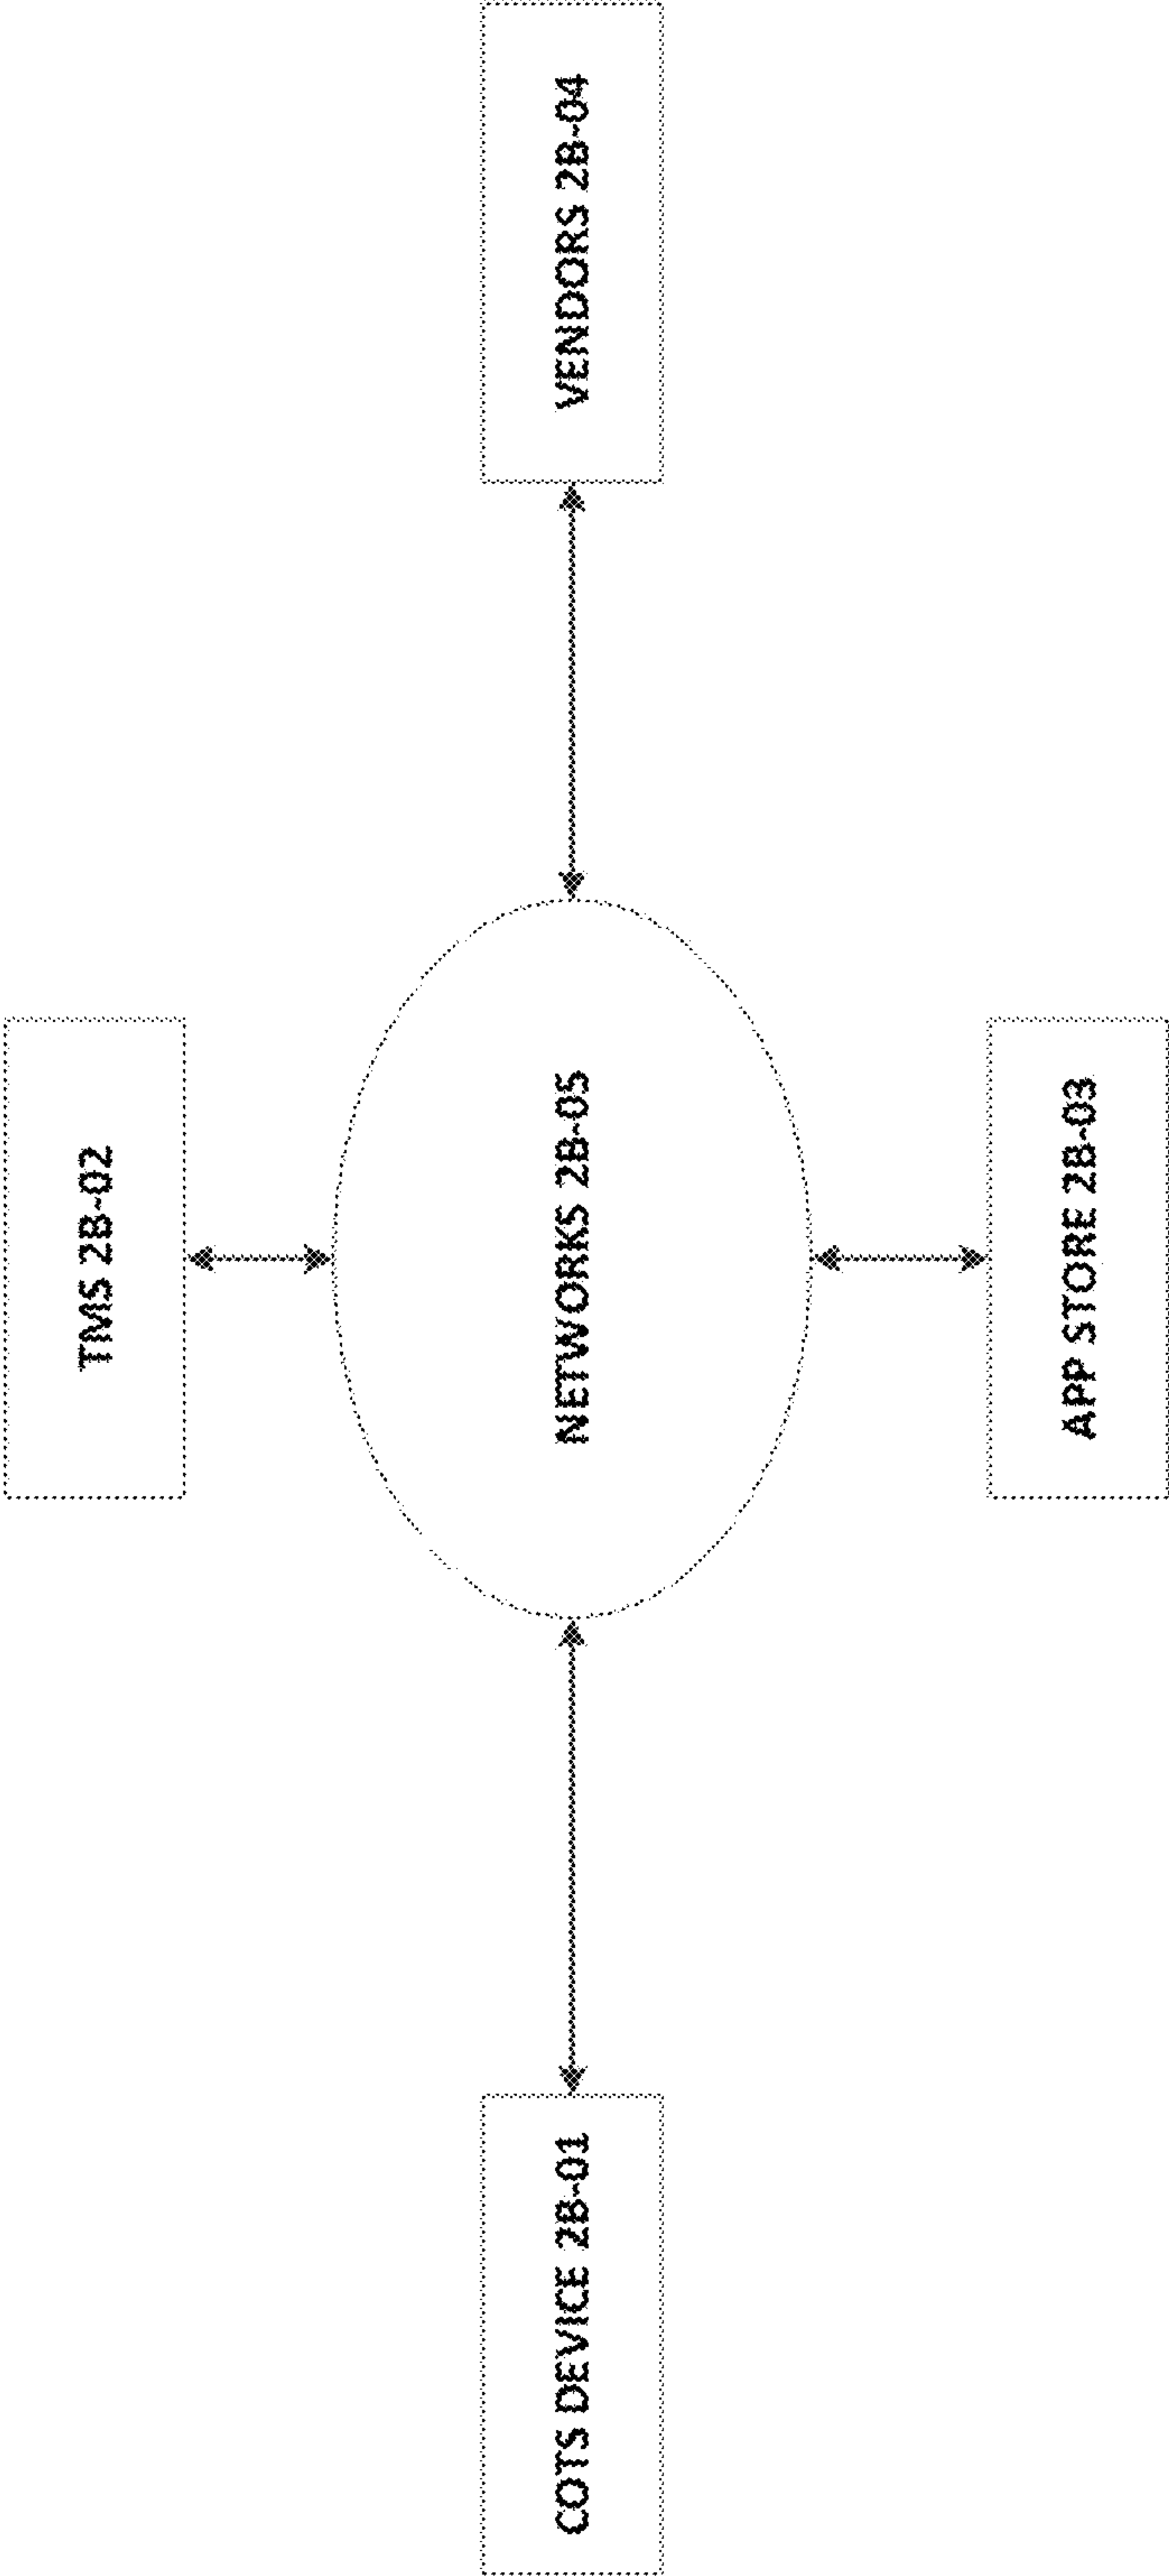 TMS 2B-02
COTS DEVICE 2B-01
NETWORKS 2B-05
VENDORS 2B-04
APP STORE 2B-03